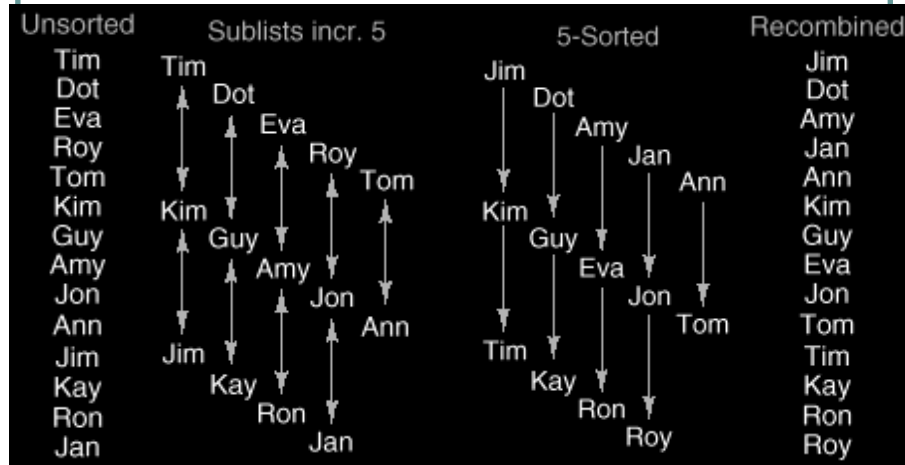 Unsorted
Tim
Dot
Eva
Roy
Tom
Kim
Guy
Amy
Jon
Ann
Jim
Kay
Ron
Jan
Sublists incr. 5
Tim
Dot
Eva
Roy
Tom
Kim
Guy
Amy
Jon
Ann
Jim
Kay
Ron
Jan
5-Sorted
Jim
Dot
Amy
Jan
Ann
Kim
Guy
Eva
Jon
Tom
Tim
Kay
Ron
Roy
Recombined
Jim
Dot
Amy
Jan
Ann
Kim
Guy
Eva
Jon
Tom
Tim
Kay
Ron
Roy